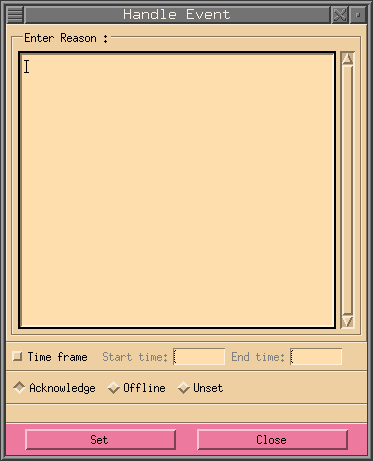 Handle Event
Enter Reason :
Time frame Start time: End time:
Acknowledge Offline Unset
Set Close